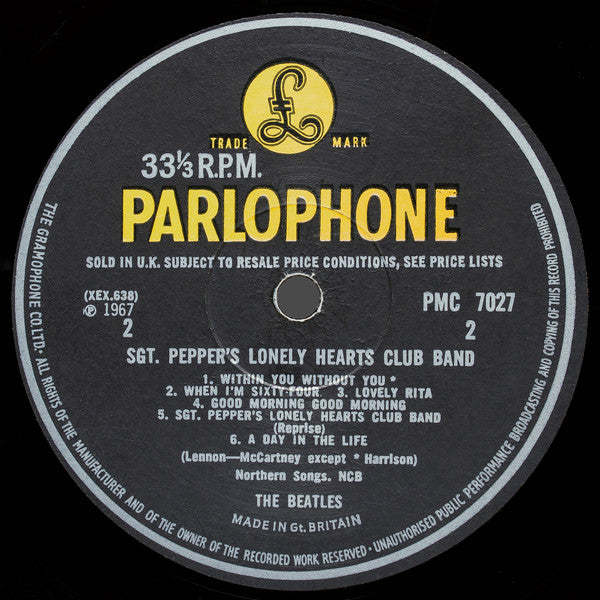 £
TRADE MARK
33⅓ R.P.M.
PARLOPHONE
SOLD IN U.K. SUBJECT TO RESALE PRICE CONDITIONS, SEE PRICE LISTS
(XEX.638)
℗ 1967
2
PMC 7027
2
SGT. PEPPER'S LONELY HEARTS CLUB BAND
1. WITHIN YOU WITHOUT YOU *
2. WHEN I'M SIXTY-FOUR 3. LOVELY RITA
4. GOOD MORNING GOOD MORNING
5. SGT. PEPPER'S LONELY HEARTS CLUB BAND
(Reprise)
6. A DAY IN THE LIFE
(Lennon—McCartney except * Harrison)
Northern Songs. NCB
THE BEATLES
MADE IN Gt. BRITAIN
THE GRAMOPHONE CO. LTD. · ALL RIGHTS OF THE MANUFACTURER AND OF THE OWNER OF THE RECORDED WORK RESERVED · UNAUTHORISED PUBLIC PERFORMANCE BROADCASTING AND COPYING OF THIS RECORD PROHIBITED